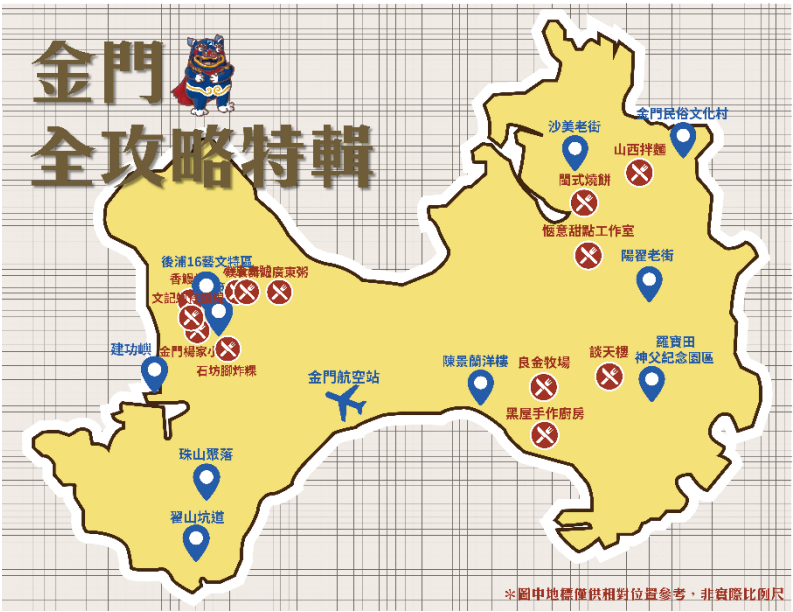 金門
全攻略特輯
沙美老街
金門民俗文化村
山西拌麵
閩式燒餅
愜意甜點工作室
陽翟老街
後浦16藝文特區
廣東粥
建功嶼
金門楊家小
石坊腳炸粿
金門航空站
陳景蘭洋樓
良金牧場
談天樓
羅寶田
神父紀念園區
黑屋手作廚房
珠山聚落
翟山坑道
＊圖中地標僅供相對位置參考，非實際比例尺